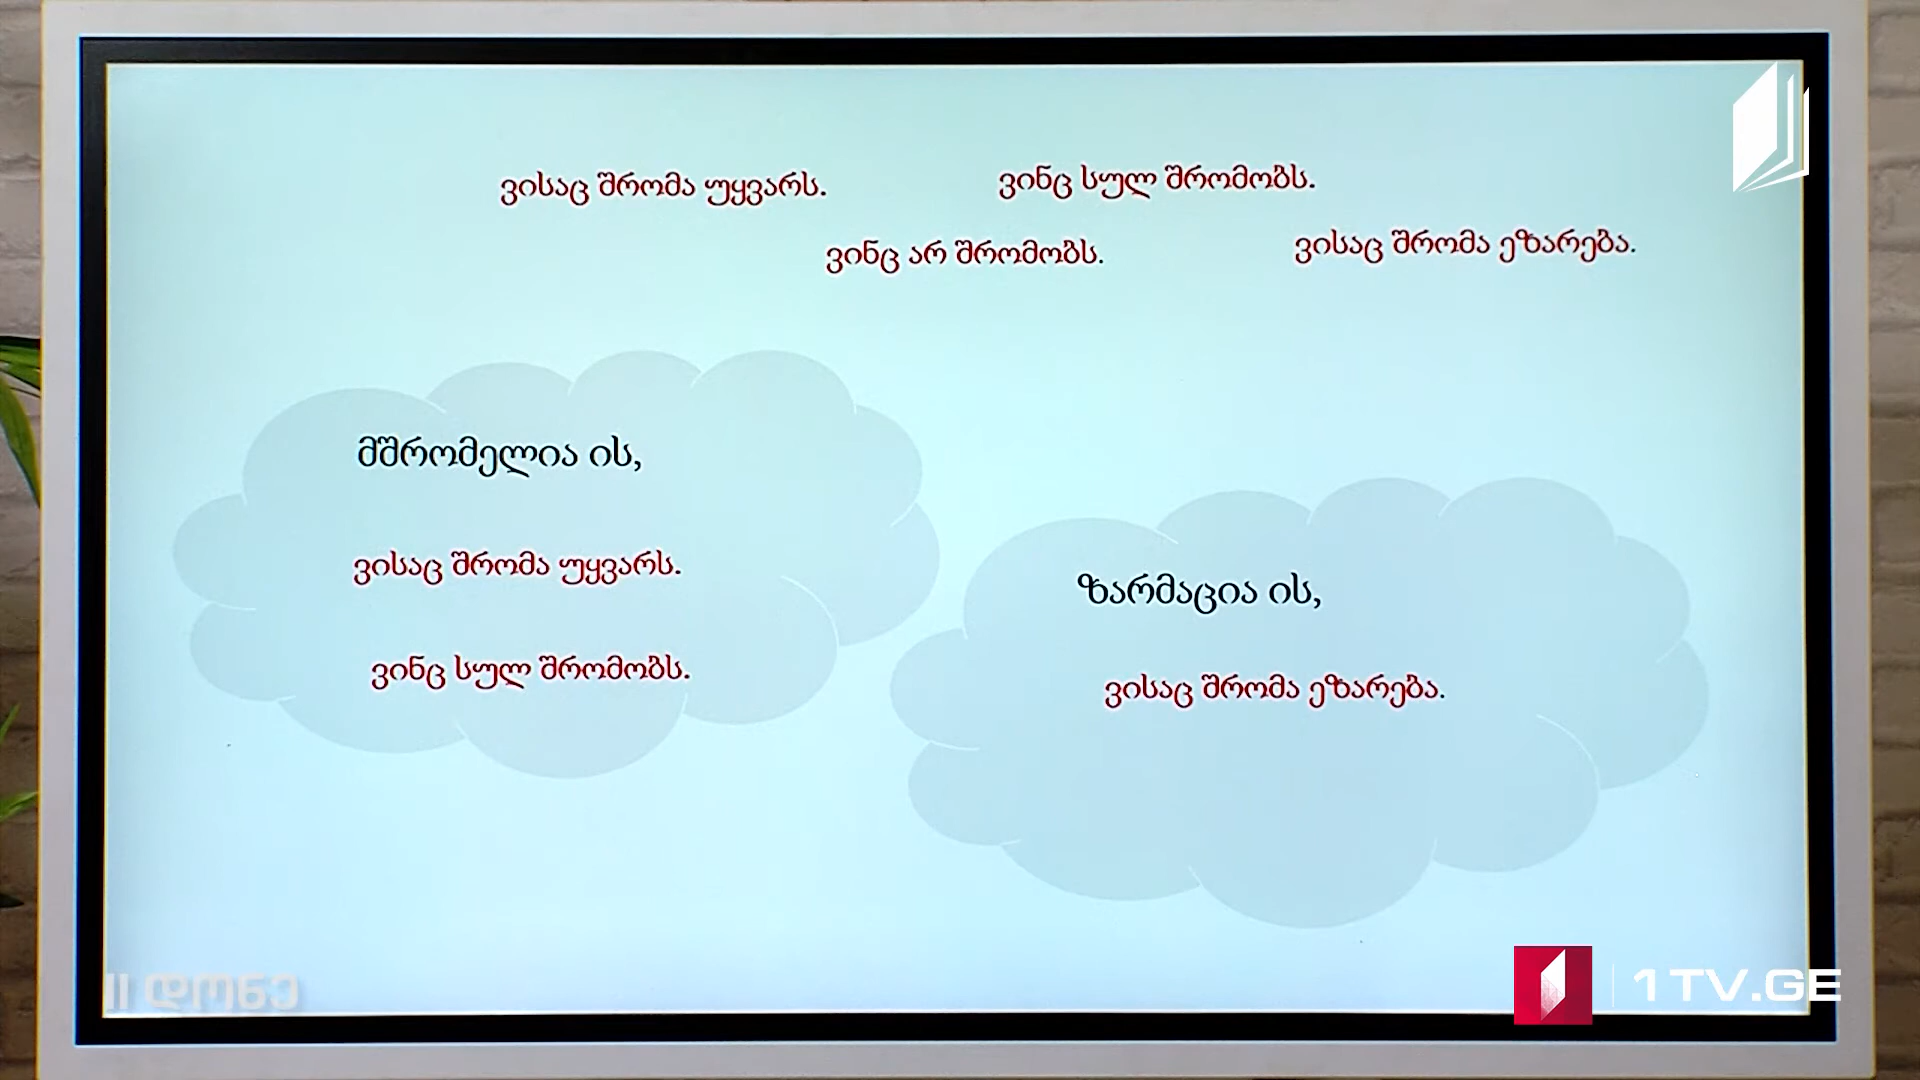 ვისაც შრომა უყვარს.
ვინც სულ შრომობს.
ვინც არ შრომობს.
ვისაც შრომა ეზარება.
მშრომელია ის,
ვისაც შრომა უყვარს.
ვინც სულ შრომობს.
ზარმაცია ის,
ვისაც შრომა ეზარება.
II დონე
1TV.GE